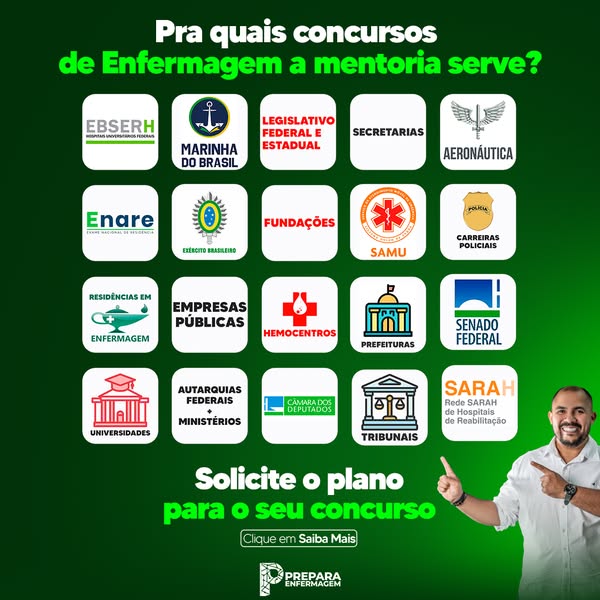 Pra quais concursos
de Enfermagem a mentoria serve?
EBSERH
HOSPITAIS UNIVERSITÁRIOS FEDERAIS
MARINHA
DO BRASIL
LEGISLATIVO
FEDERAL E
ESTADUAL
SECRETARIAS
AERONÁUTICA
Enare
EXAME NACIONAL DE RESIDÊNCIA
EXÉRCITO BRASILEIRO
FUNDAÇÕES
SAMU
POLÍCIA
CARREIRAS
POLICIAIS
RESIDÊNCIAS EM
ENFERMAGEM
EMPRESAS
PÚBLICAS
HEMOCENTROS
PREFEITURAS
SENADO
FEDERAL
UNIVERSIDADES
AUTARQUIAS
FEDERAIS
+
MINISTÉRIOS
CÂMARA DOS
DEPUTADOS
TRIBUNAIS
SARAH
Rede SARAH
de Hospitais
de Reabilitação
Solicite o plano
para o seu concurso
Clique em Saiba Mais
PREPARA
ENFERMAGEM